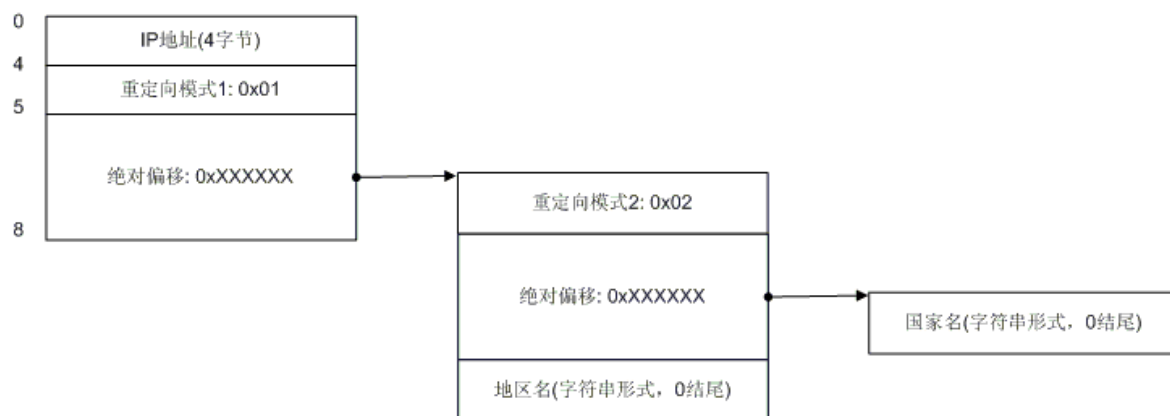 0
IP地址(4字节)
4
重定向模式1: 0x01
5
绝对偏移: 0xXXXXXX
8
重定向模式2: 0x02
绝对偏移: 0xXXXXXX
地区名(字符串形式，0结尾)
国家名(字符串形式，0结尾)